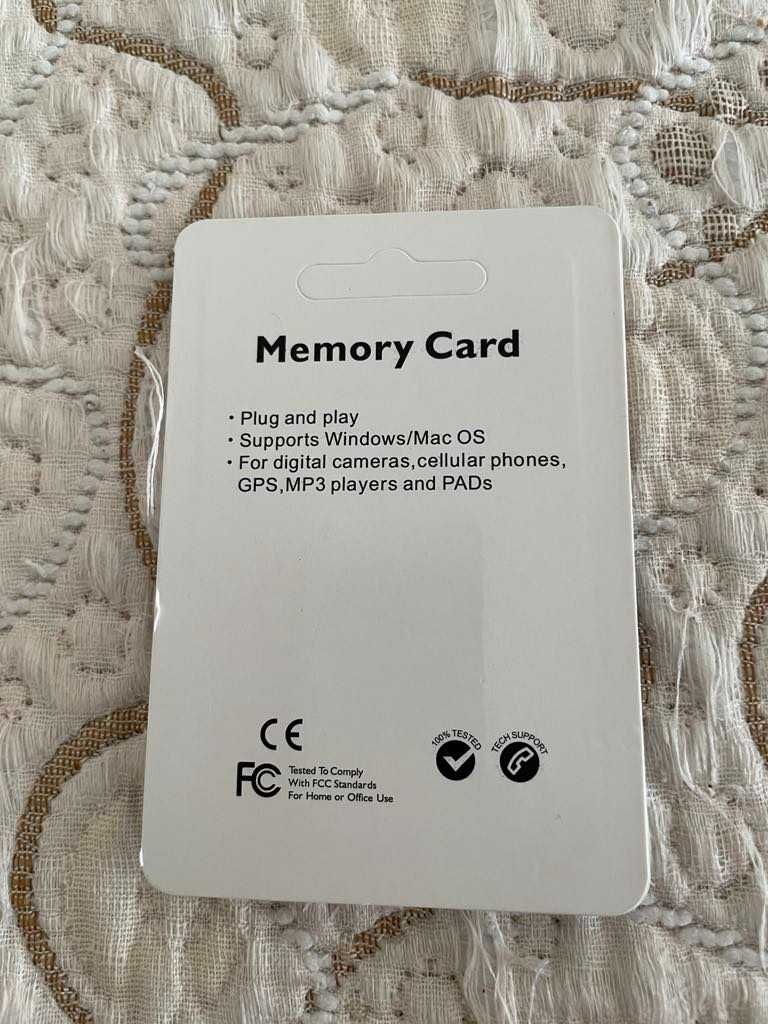 Memory Card
· Plug and play
· Supports Windows/Mac OS
· For digital cameras,cellular phones,
GPS,MP3 players and PADs
CE
FC Tested To Comply
With FCC Standards
For Home or Office Use
100% TESTED
TECH SUPPORT